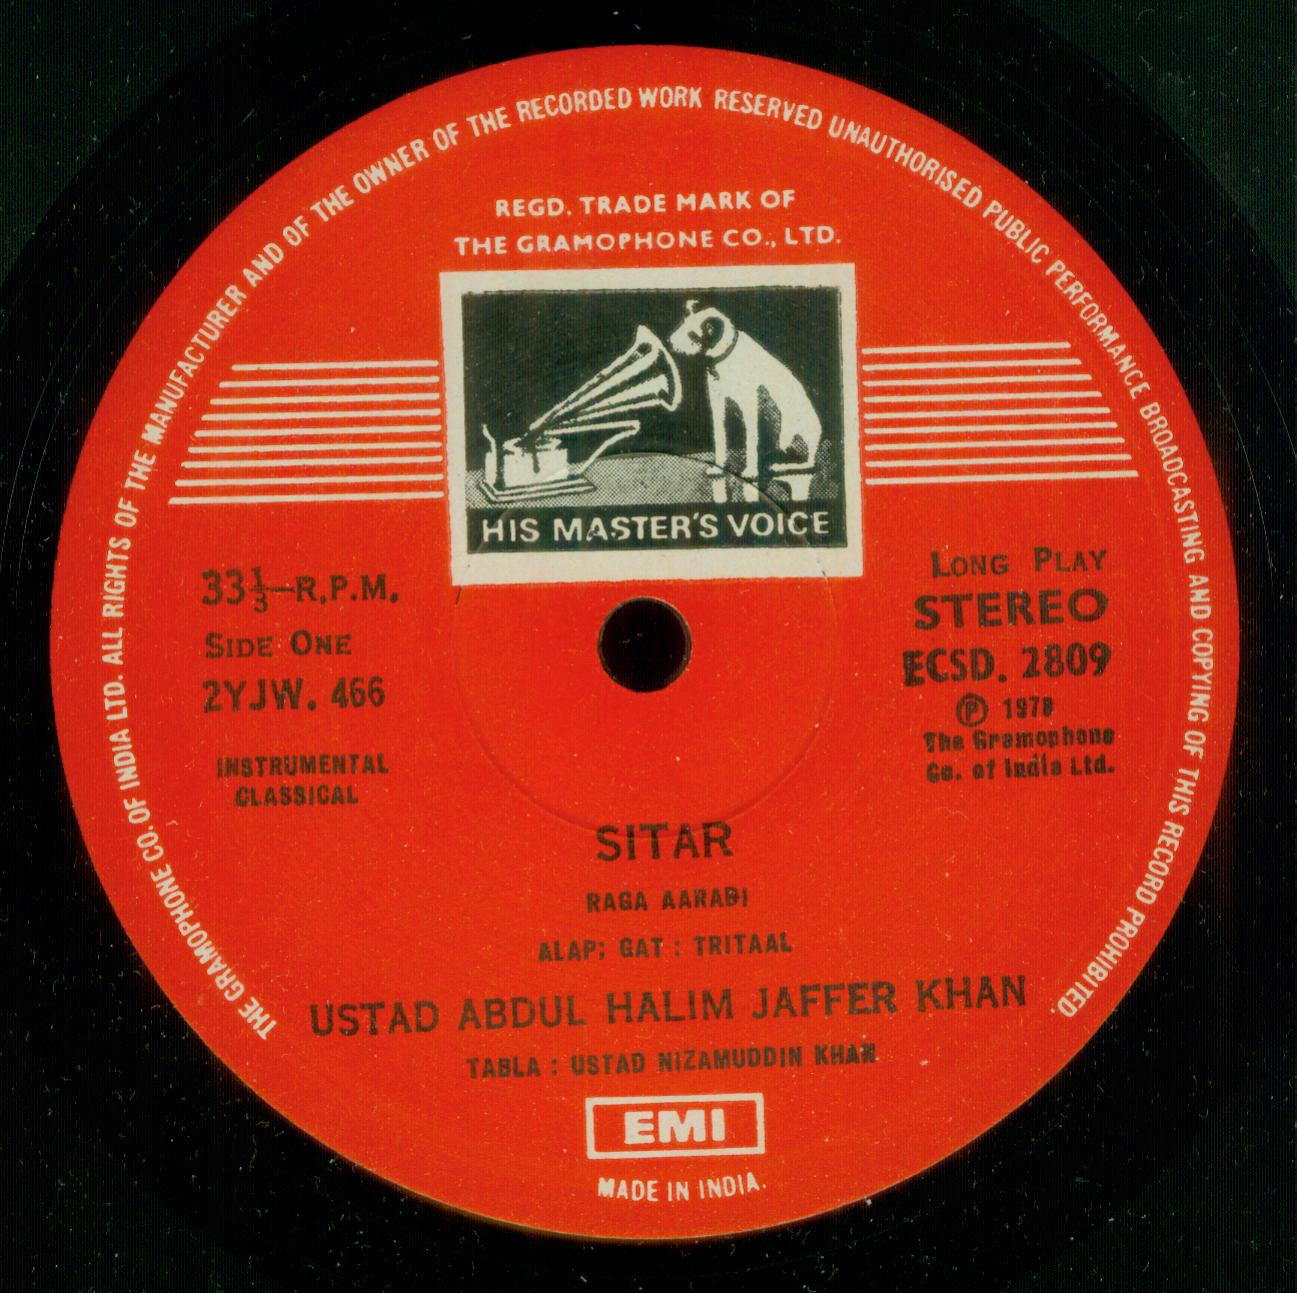 THE GRAMOPHONE CO. OF INDIA LTD. ALL RIGHTS OF THE MANUFACTURER AND OF THE OWNER OF THE RECORDED WORK RESERVED UNAUTHORISED PUBLIC PERFORMANCE BROADCASTING AND COPYING OF THIS RECORD PROHIBITED.
REGD. TRADE MARK OF
THE GRAMOPHONE CO., LTD.
HIS MASTER'S VOICE
33⅓—R.P.M.
SIDE ONE
2YJW. 466
INSTRUMENTAL
CLASSICAL
LONG PLAY
STEREO
ECSD. 2809
Ⓟ 1978
The Gramophone
Co. of India Ltd.
SITAR
RAGA AARABI
ALAP; GAT : TRITAAL
USTAD ABDUL HALIM JAFFER KHAN
TABLA : USTAD NIZAMUDDIN KHAN
EMI
MADE IN INDIA.